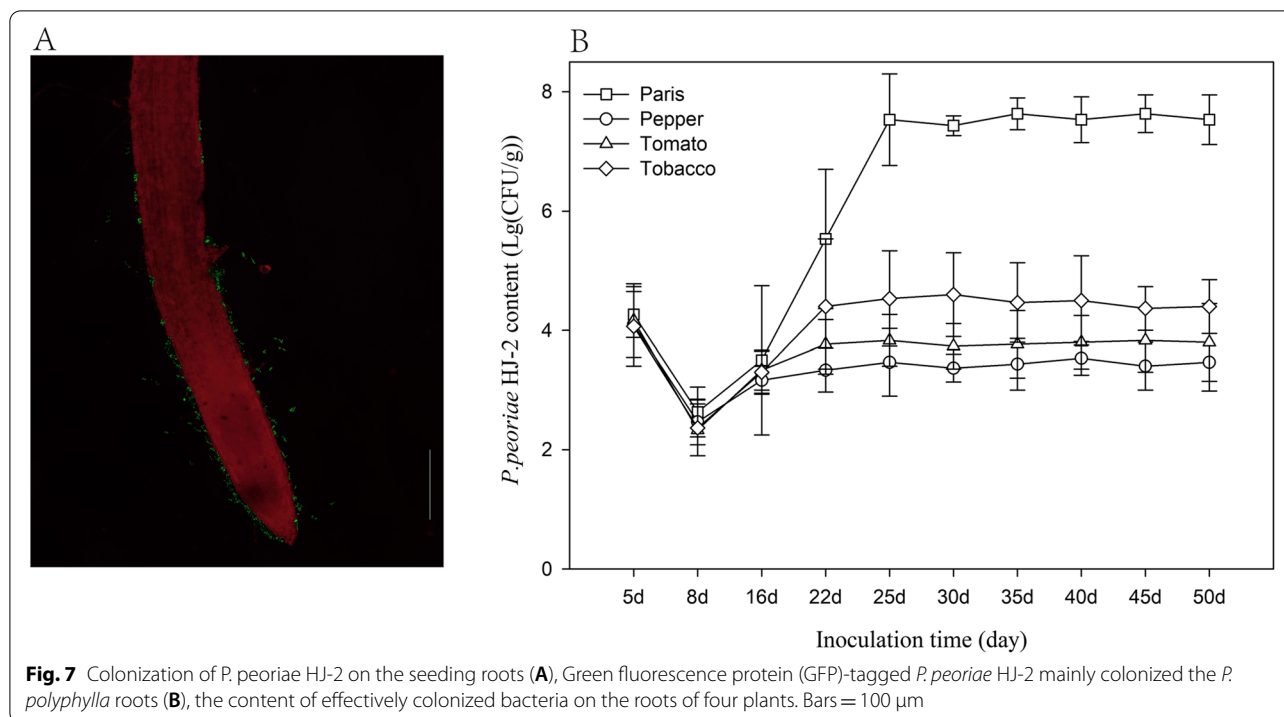 A
B
Paris
Pepper
Tomato
Tobacco
P.peoriae HJ-2 content (Lg(CFU/g))
8
6
4
2
0
5d 8d 16d 22d 25d 30d 35d 40d 45d 50d
Inoculation time (day)
Fig. 7 Colonization of P. peoriae HJ-2 on the seeding roots (A), Green fluorescence protein (GFP)-tagged P. peoriae HJ-2 mainly colonized the P.
polyphylla roots (B), the content of effectively colonized bacteria on the roots of four plants. Bars = 100 µm